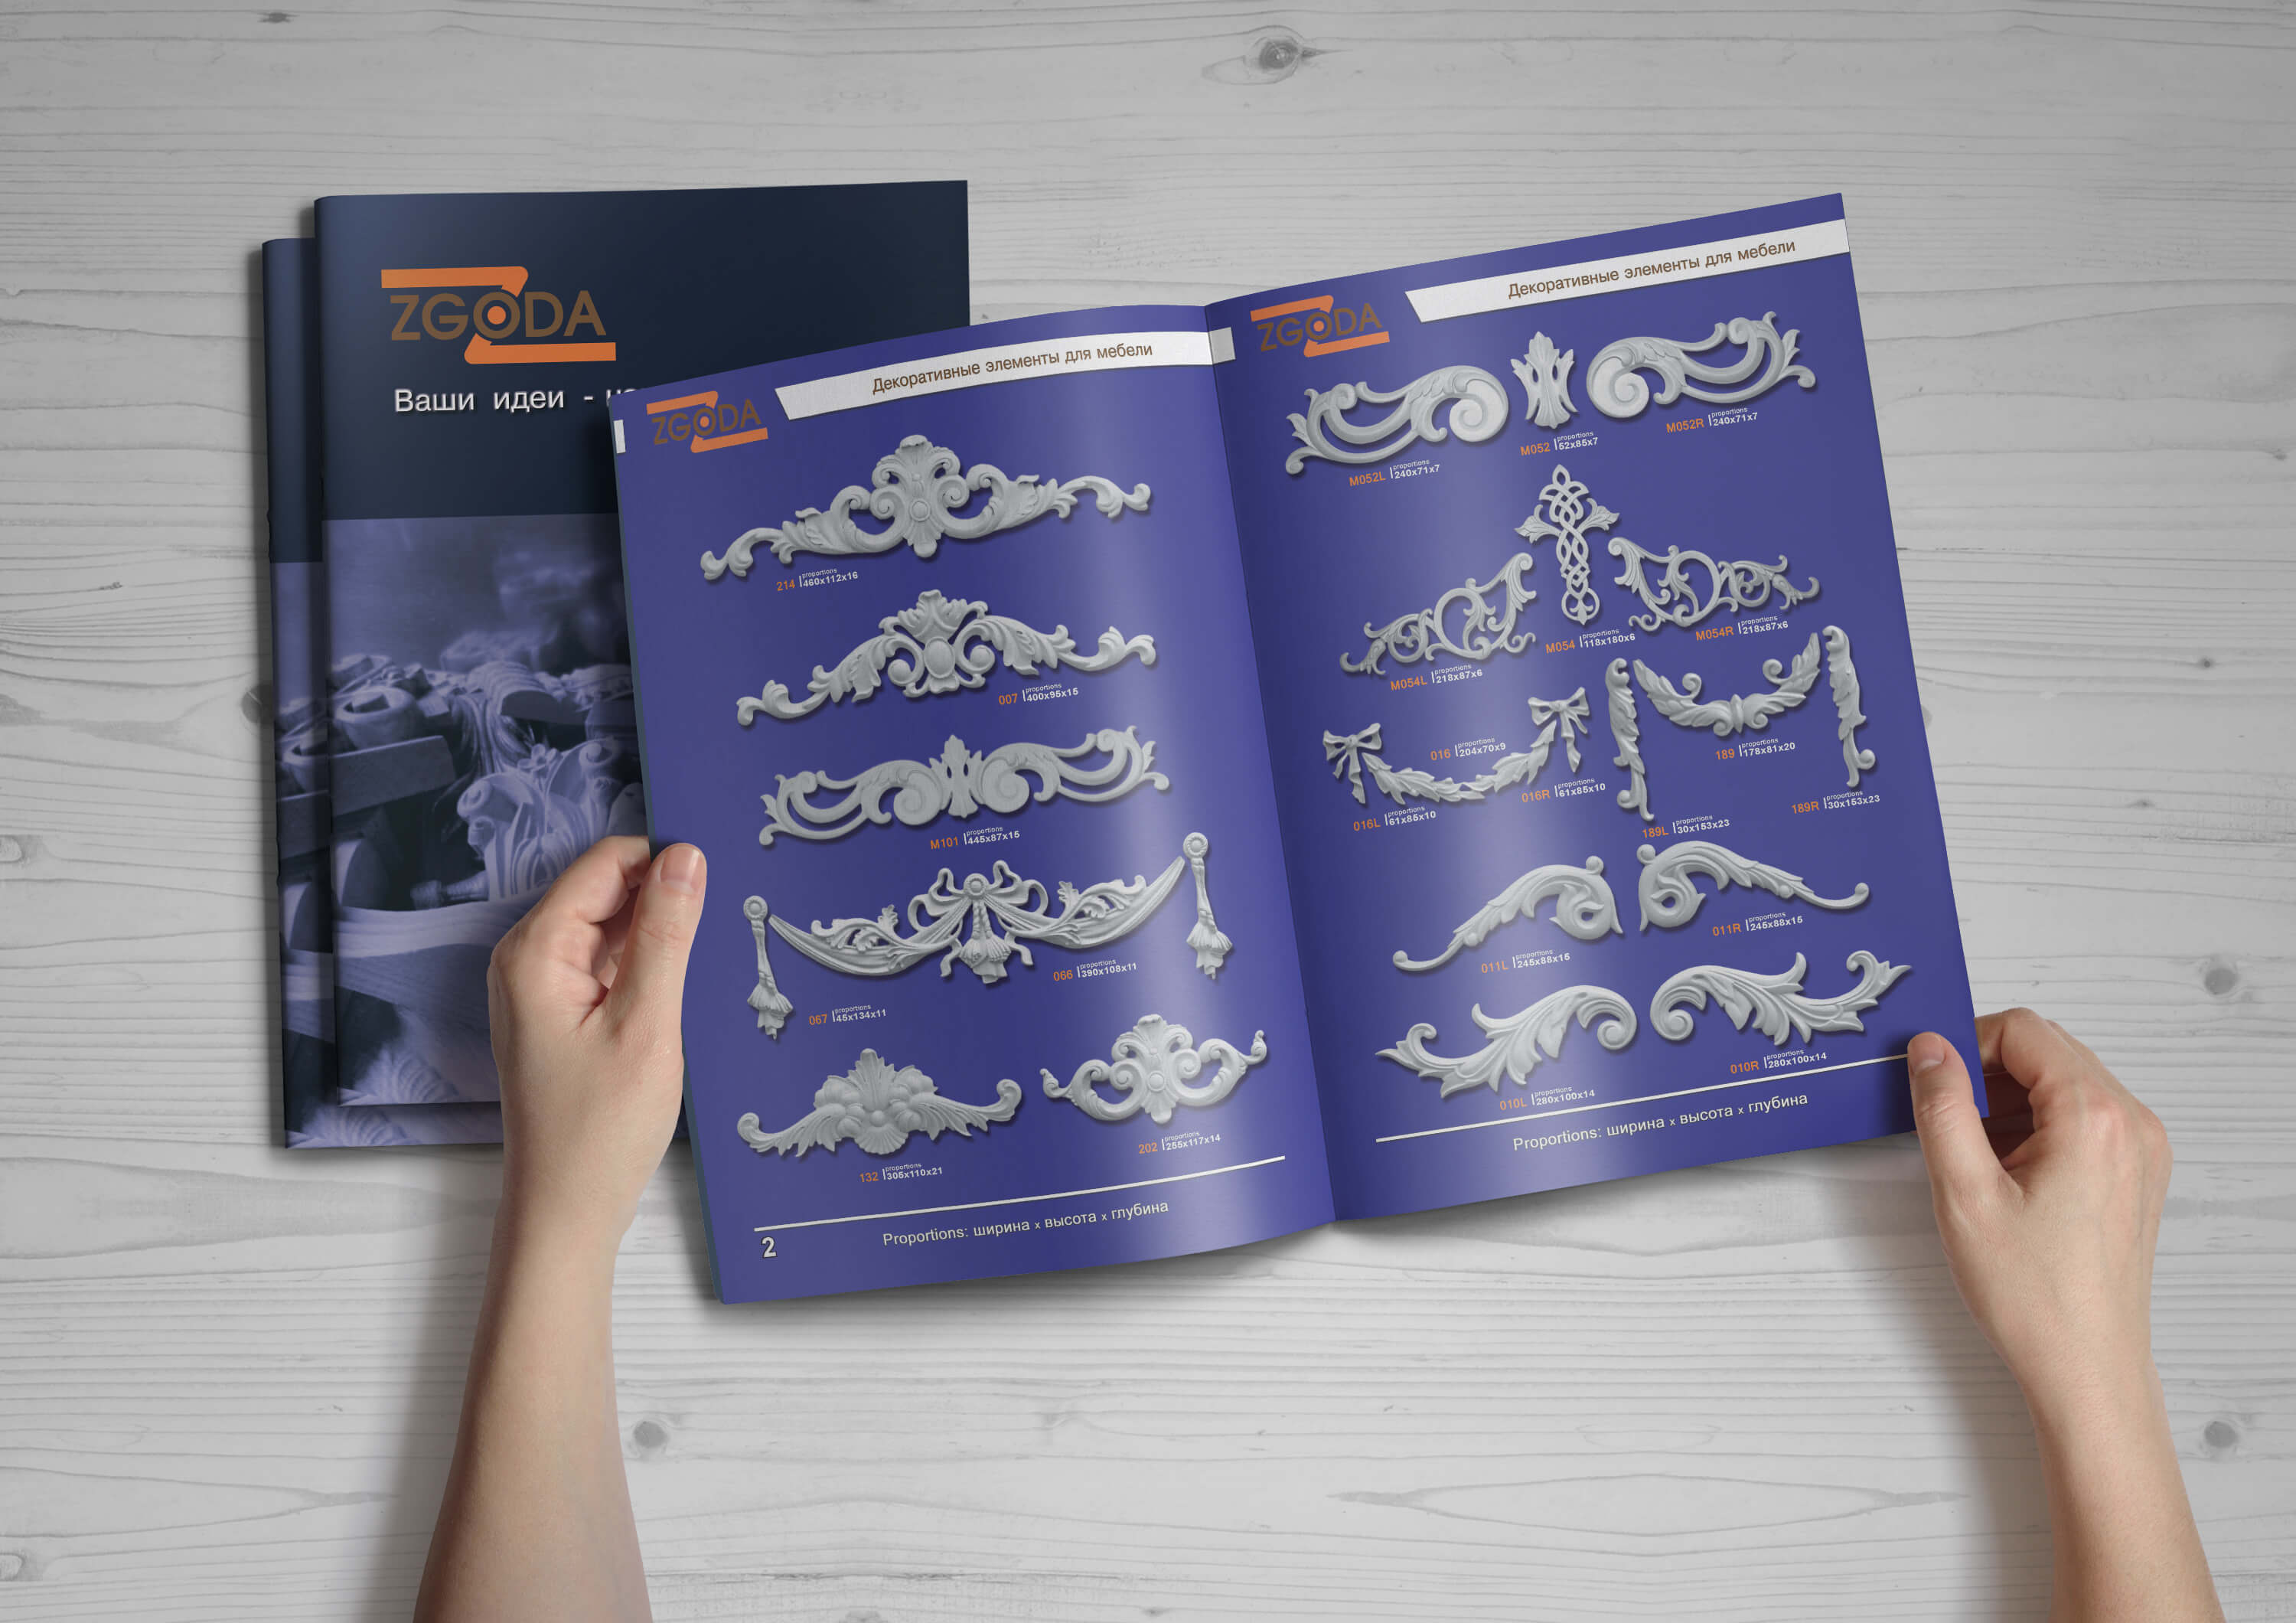 ZGODA
Ваши идеи -
ZGODA
Декоративные элементы для мебели
214 proportions 460x112x16
007 proportions 400x95x15
M101 proportions 445x87x15
066 proportions 390x108x11
067 proportions 45x134x11
132 proportions 305x110x21
202 proportions 255x117x14
2
Proportions: ширина x высота x глубина
ZGODA
Декоративные элементы для мебели
M052L proportions 240x71x7
M052 proportions 52x85x7
M052R proportions 240x71x7
M054L proportions 218x87x6
M054 proportions 118x180x6
M054R proportions 218x87x6
016 proportions 204x70x9
016L proportions 61x85x10
016R proportions 61x85x10
189 proportions 178x81x20
189L proportions 30x153x23
189R proportions 30x153x23
011L proportions 245x88x15
011R proportions 245x88x15
010L proportions 280x100x14
010R proportions 280x100x14
Proportions: ширина x высота x глубина